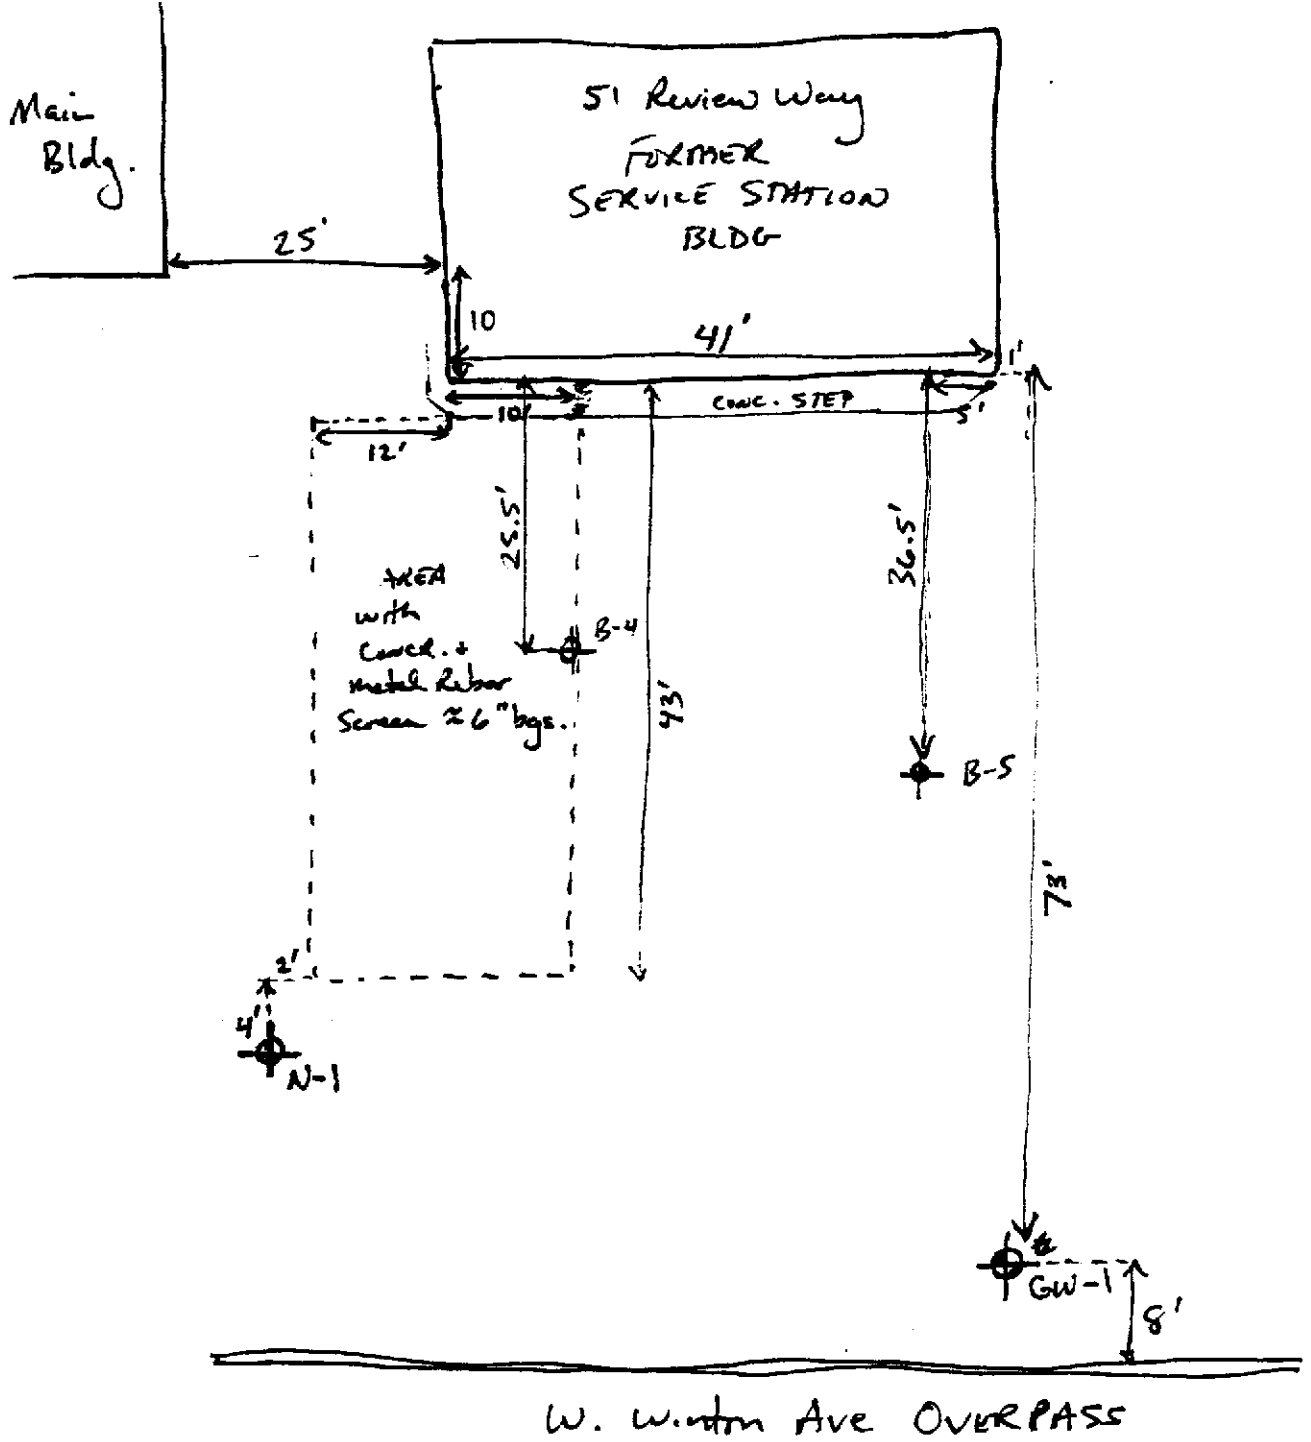 Main
Bldg.
51 Review Way
FORMER
SERVICE STATION
BLDG
25'
10
41'
1'
10'
CONC. STEP
5'
12'
25.5'
36.5'
AREA
with
Concr. +
metal Rebar
Screen ≈ 6" bgs.
B-4
43'
B-5
73'
2'
4'
N-1
GW-1
8'
W. Winton Ave OVERPASS